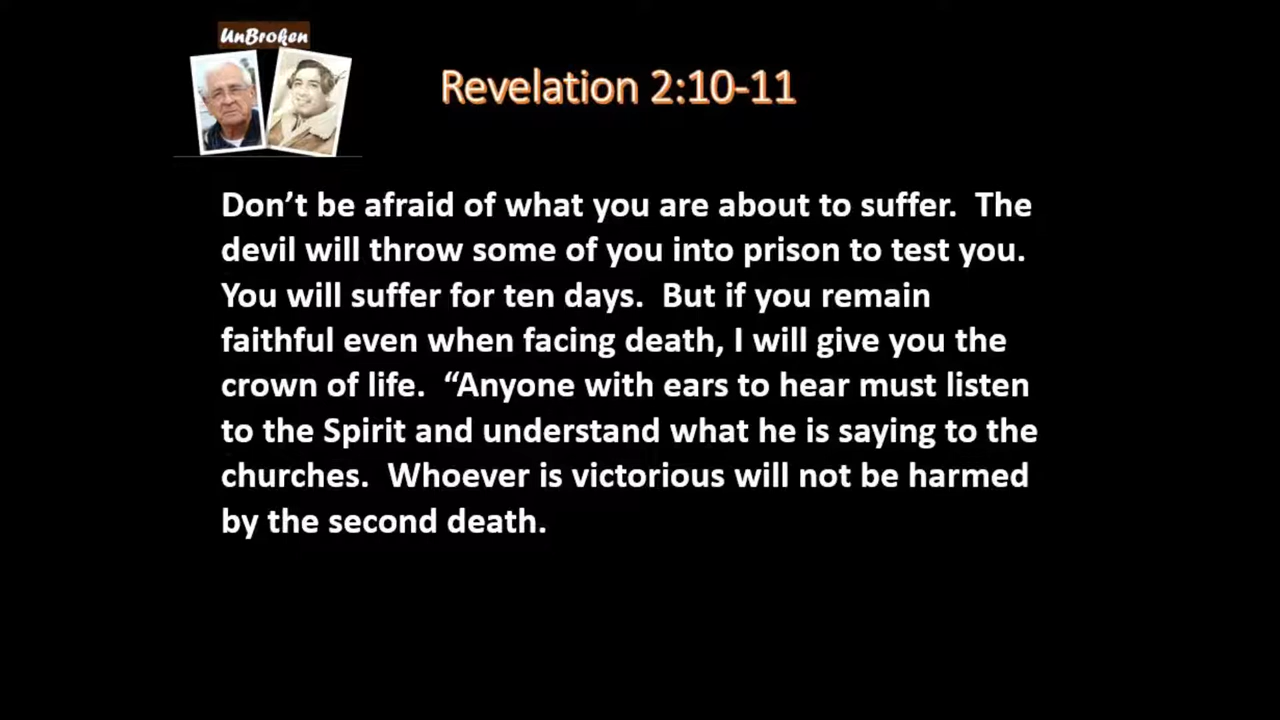 UnBroken
Revelation 2:10-11
Don’t be afraid of what you are about to suffer.  The
devil will throw some of you into prison to test you.
You will suffer for ten days.  But if you remain
faithful even when facing death, I will give you the
crown of life.  “Anyone with ears to hear must listen
to the Spirit and understand what he is saying to the
churches.  Whoever is victorious will not be harmed
by the second death.